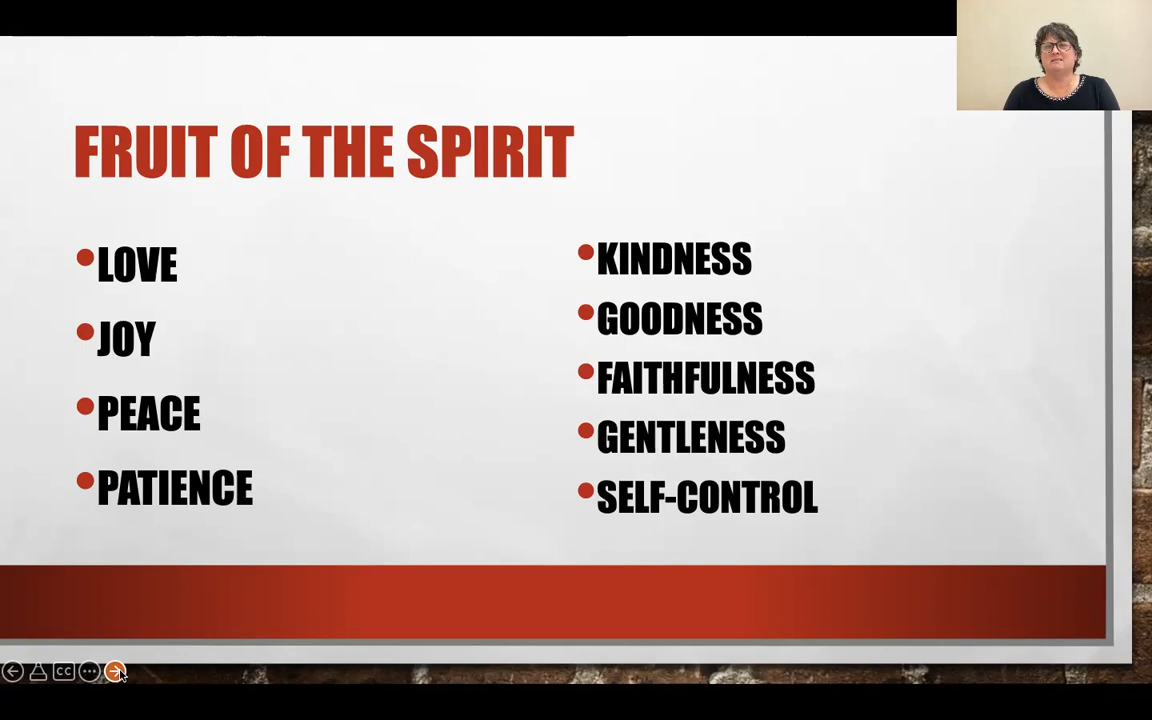 FRUIT OF THE SPIRIT
•LOVE
•JOY
•PEACE
•PATIENCE
•KINDNESS
•GOODNESS
•FAITHFULNESS
•GENTLENESS
•SELF-CONTROL
CC